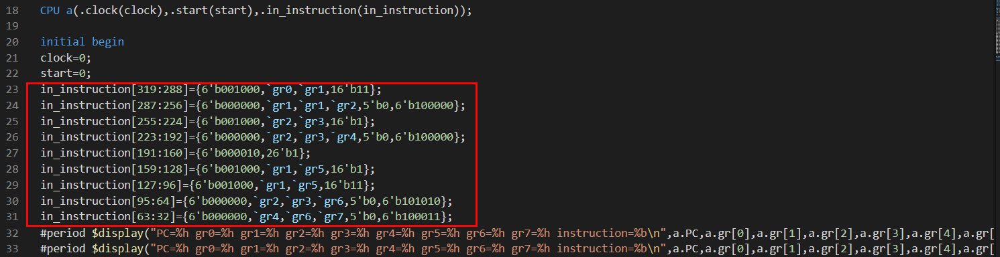 18 CPU a(.clock(clock),.start(start),.in_instruction(in_instruction));
19
20 initial begin
21 clock=0;
22 start=0;
23 in_instruction[319:288]={6'b001000,`gr0,`gr1,16'b11};
24 in_instruction[287:256]={6'b000000,`gr1,`gr1,`gr2,5'b0,6'b100000};
25 in_instruction[255:224]={6'b001000,`gr2,`gr3,16'b1};
26 in_instruction[223:192]={6'b000000,`gr2,`gr3,`gr4,5'b0,6'b100000};
27 in_instruction[191:160]={6'b000010,26'b1};
28 in_instruction[159:128]={6'b001000,`gr1,`gr5,16'b1};
29 in_instruction[127:96]={6'b001000,`gr1,`gr5,16'b11};
30 in_instruction[95:64]={6'b000000,`gr2,`gr3,`gr6,5'b0,6'b101010};
31 in_instruction[63:32]={6'b000000,`gr4,`gr6,`gr7,5'b0,6'b100011};
32 #period $display("PC=%h gr0=%h gr1=%h gr2=%h gr3=%h gr4=%h gr5=%h gr6=%h gr7=%h instruction=%b\n",a.PC,a.gr[0],a.gr[1],a.gr[2],a.gr[3],a.gr[4],a.gr[
33 #period $display("PC=%h gr0=%h gr1=%h gr2=%h gr3=%h gr4=%h gr5=%h gr6=%h gr7=%h instruction=%b\n",a.PC,a.gr[0],a.gr[1],a.gr[2],a.gr[3],a.gr[4],a.gr[